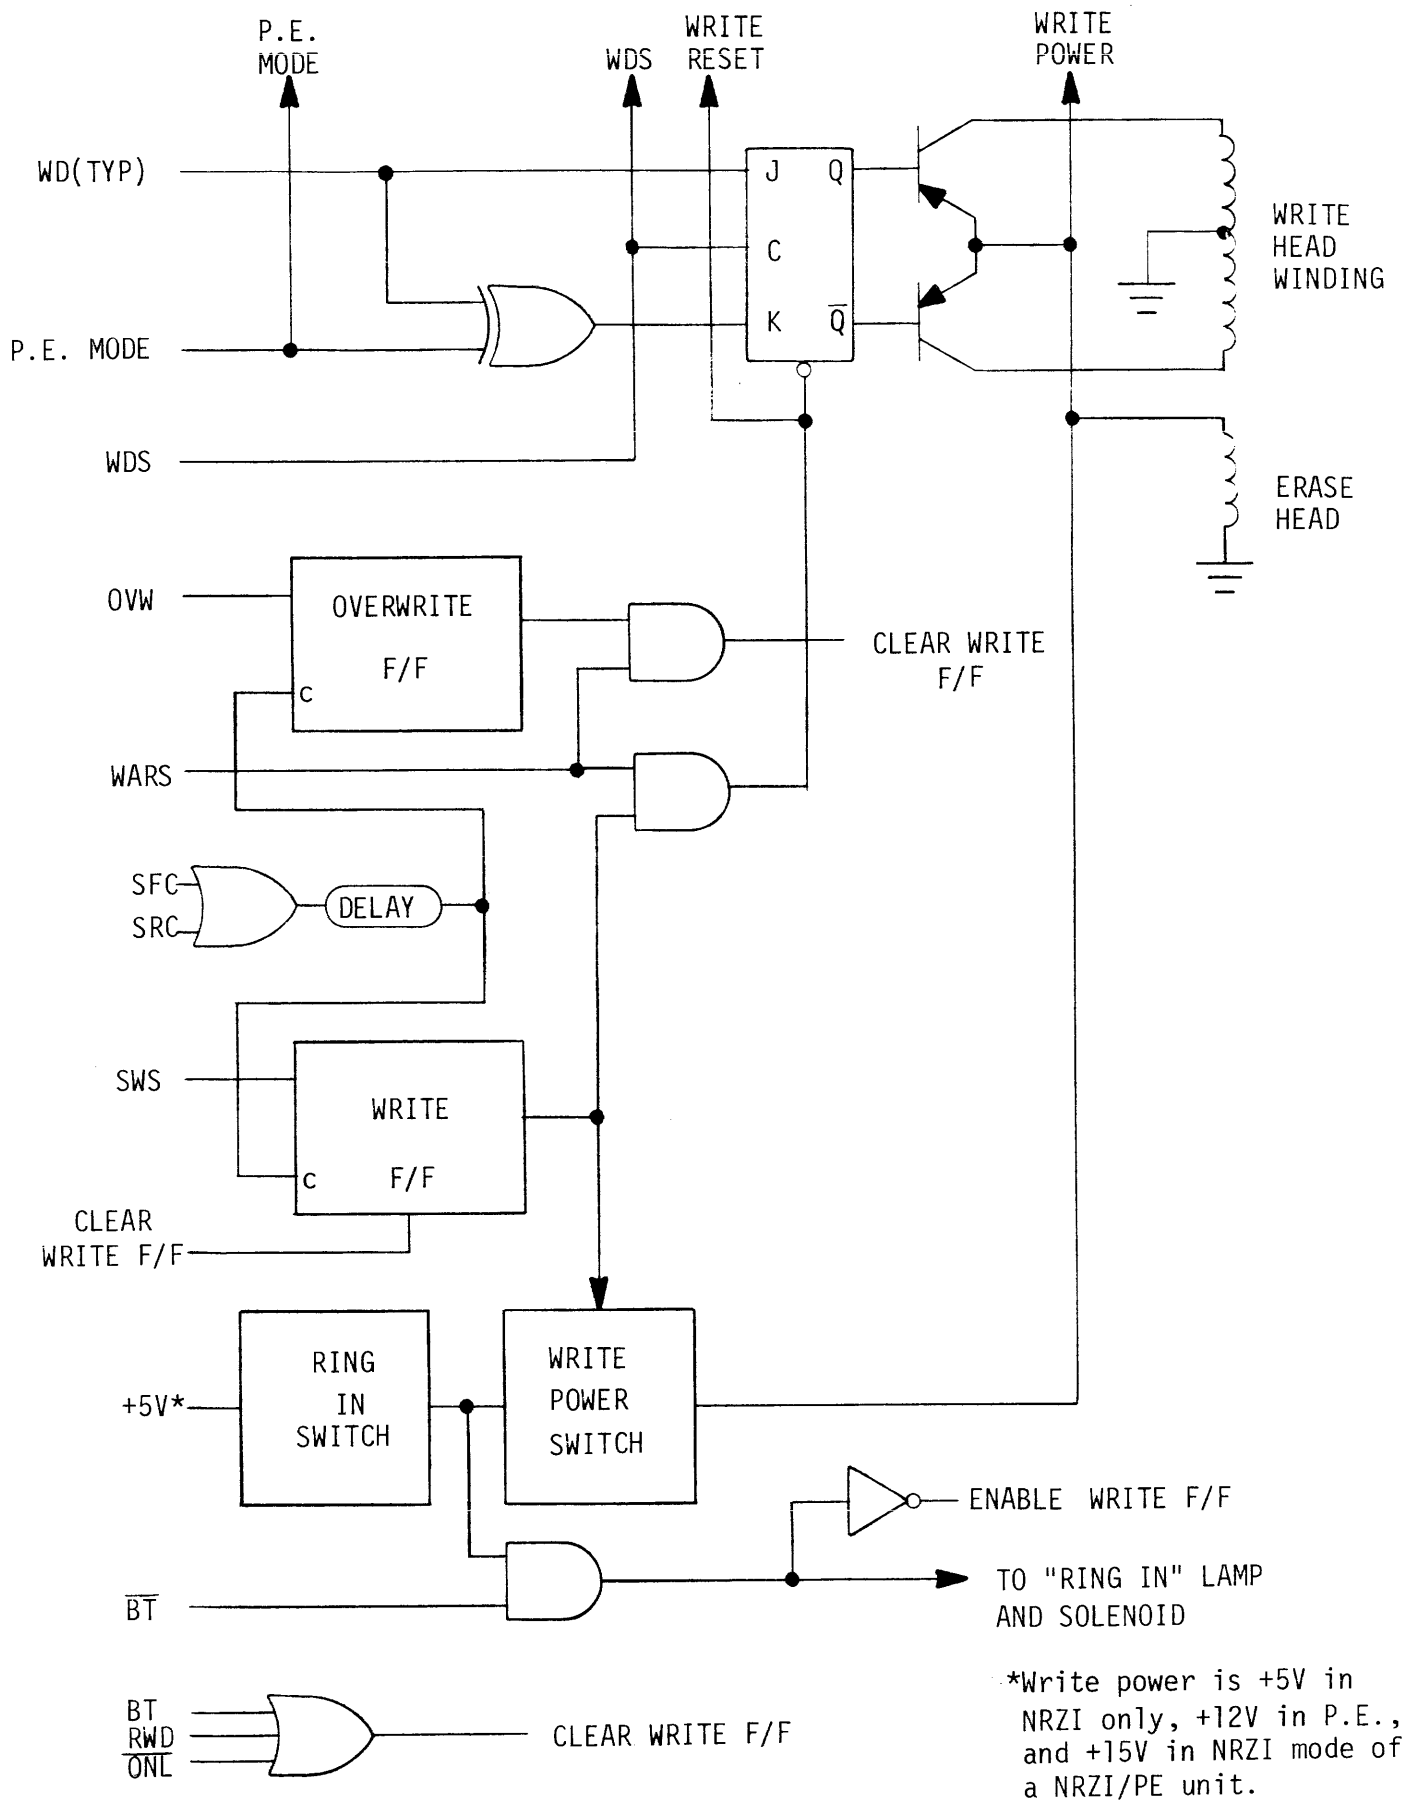 P.E.
MODE
WDS
WRITE
RESET
WRITE
POWER
WD(TYP)
J Q
C
K Q̅
P.E. MODE
WRITE
HEAD
WINDING
WDS
ERASE
HEAD
OVW
OVERWRITE
F/F
C
CLEAR WRITE
F/F
WARS
SFC
SRC
DELAY
SWS
WRITE
F/F
C
CLEAR
WRITE F/F
+5V*
RING
IN
SWITCH
WRITE
POWER
SWITCH
ENABLE WRITE F/F
B̅T̅
TO "RING IN" LAMP
AND SOLENOID
BT
RWD
O̅N̅L̅
CLEAR WRITE F/F
*Write power is +5V in
NRZI only, +12V in P.E.,
and +15V in NRZI mode of
a NRZI/PE unit.